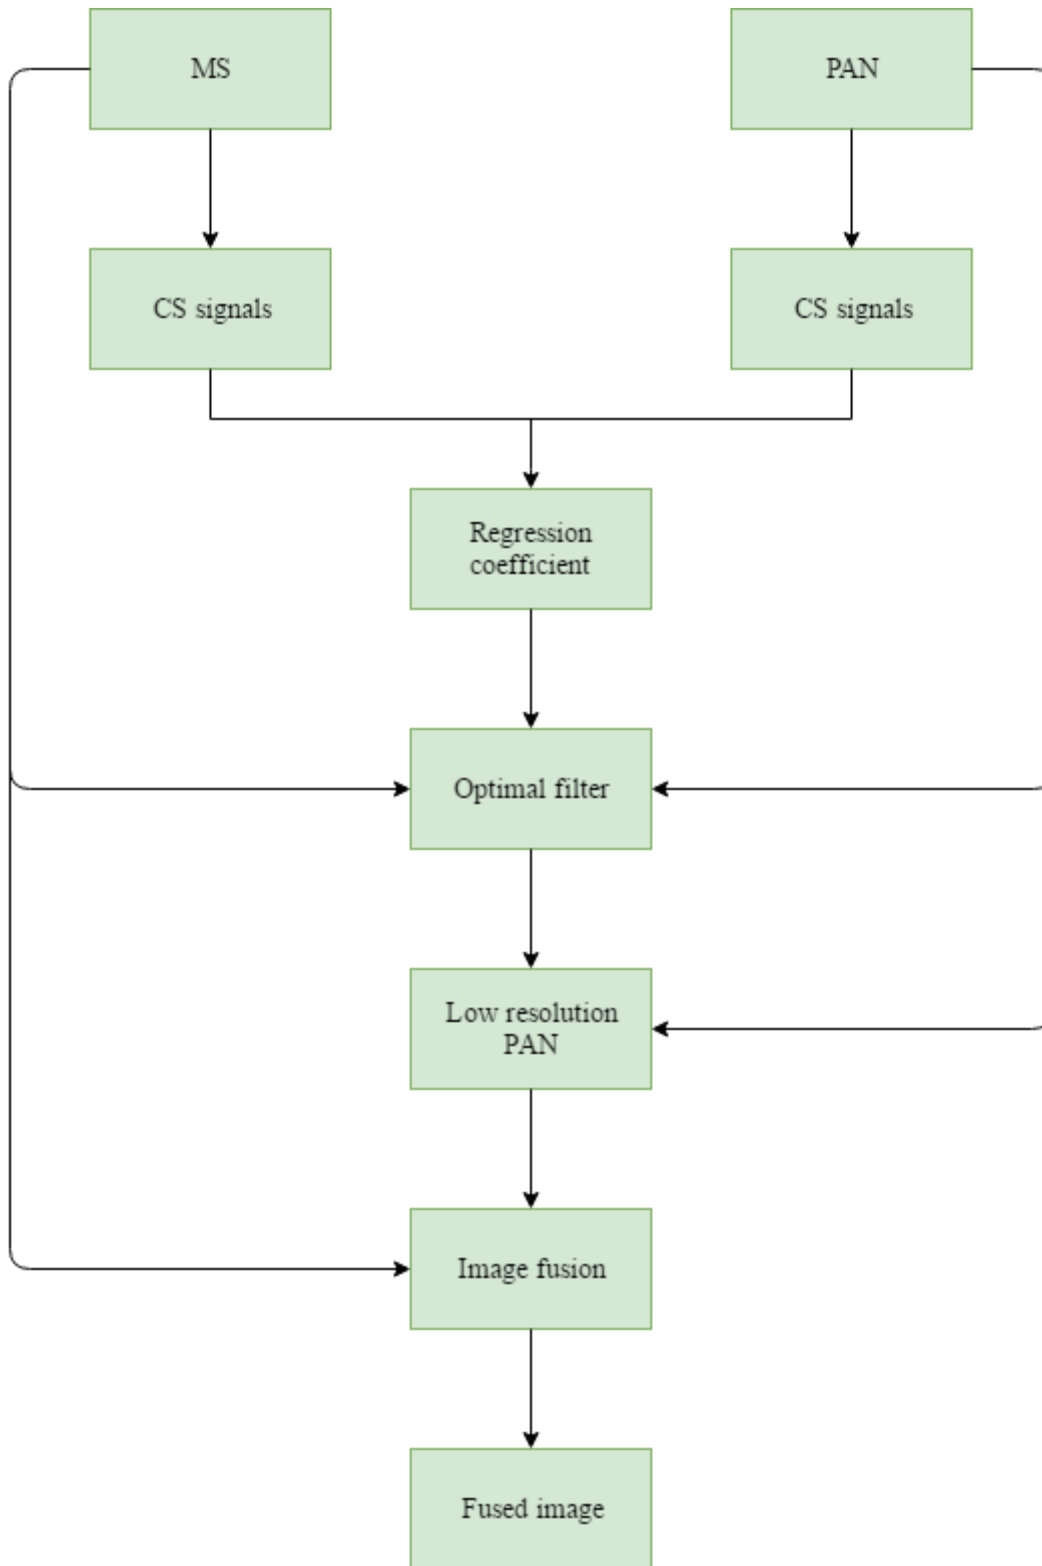 MS
PAN
CS signals
CS signals
Regression
coefficient
Optimal filter
Low resolution
PAN
Image fusion
Fused image